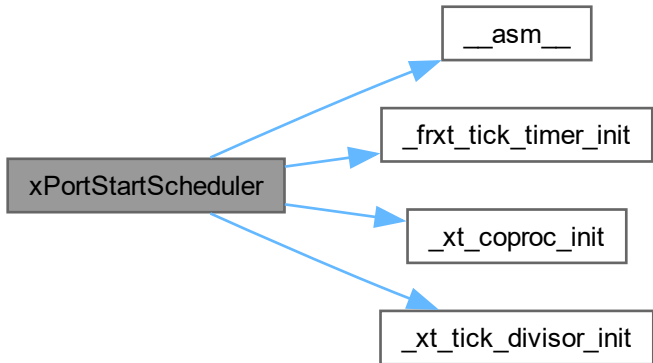 __asm__
_frxt_tick_timer_init
xPortStartScheduler
_xt_coproc_init
_xt_tick_divisor_init